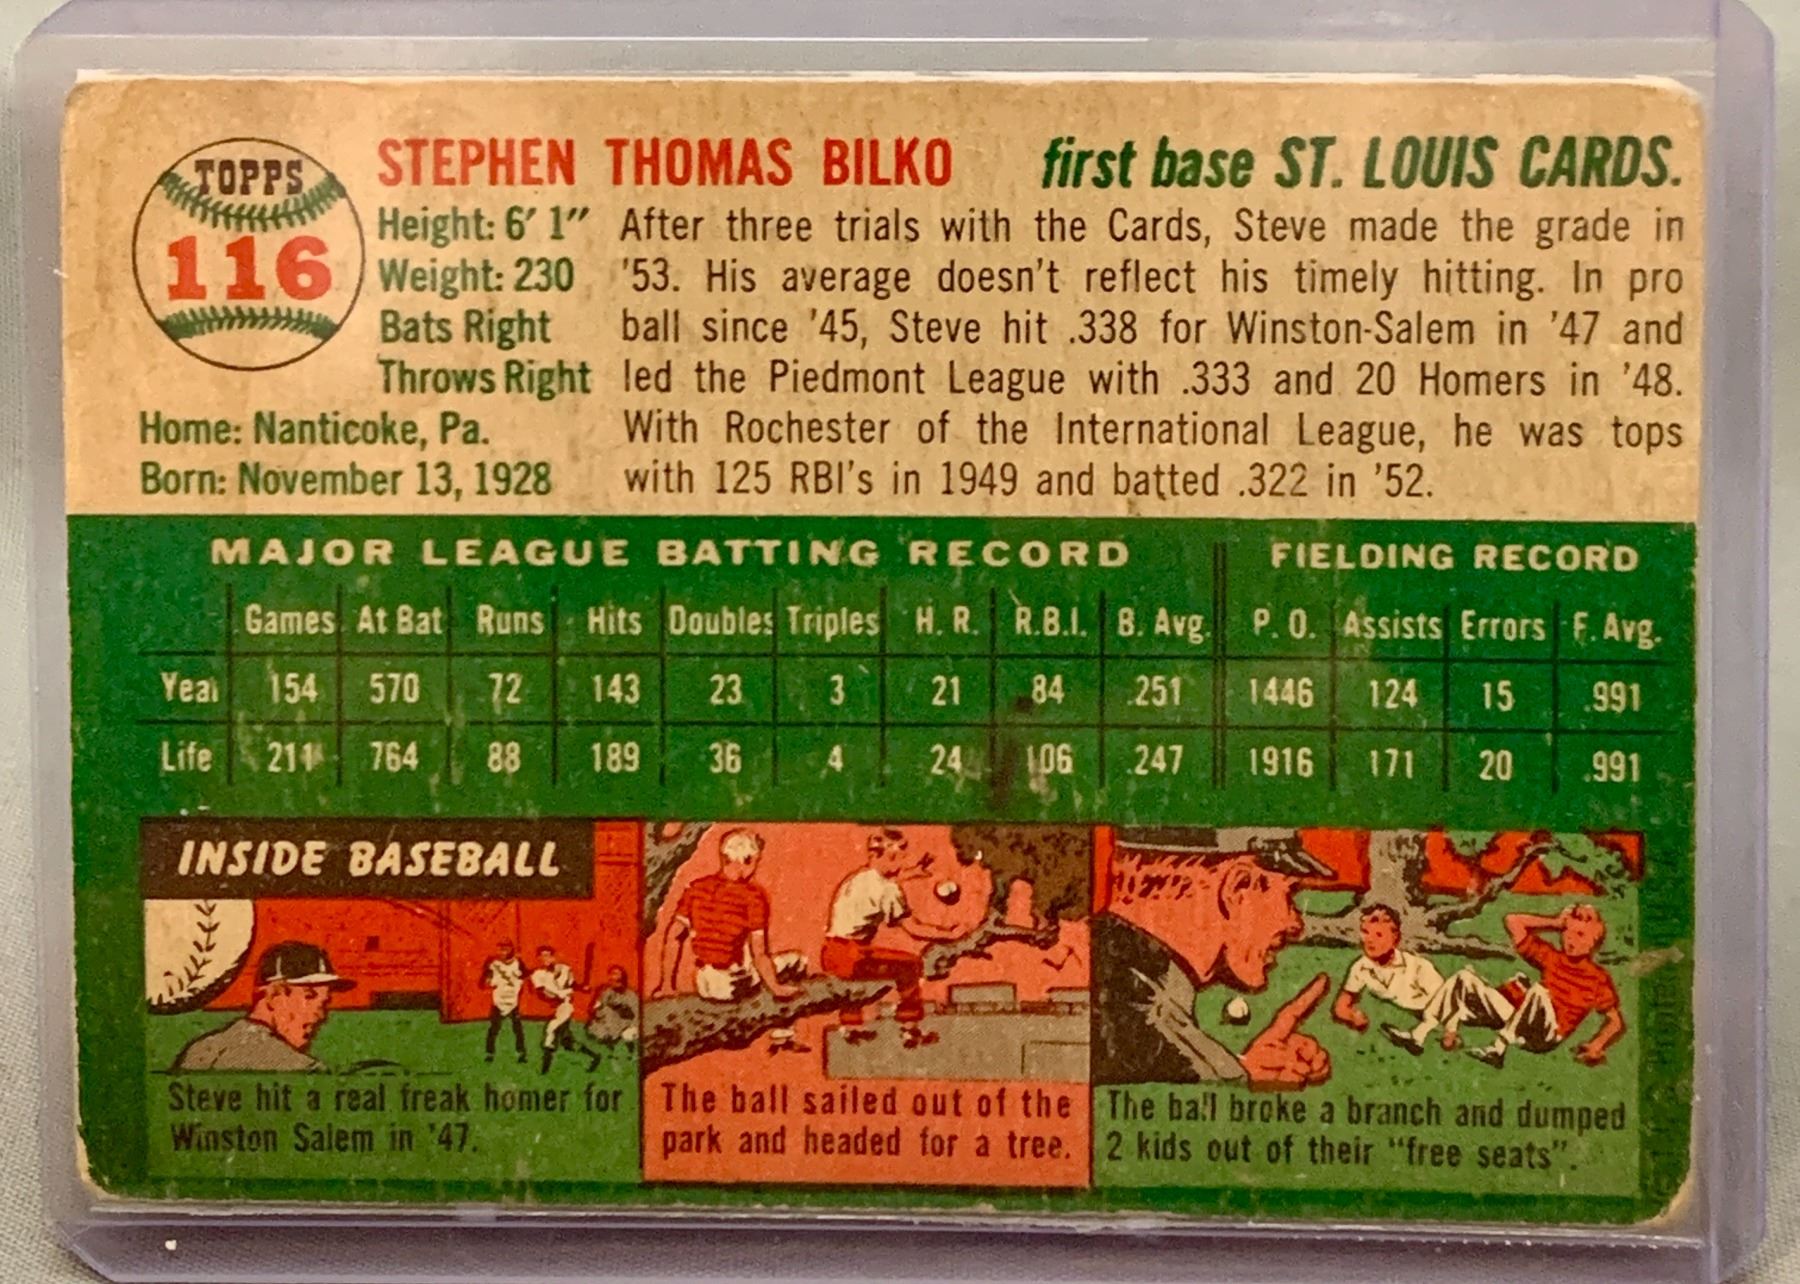 TOPPS
116
STEPHEN THOMAS BILKO first base ST. LOUIS CARDS.
Height: 6' 1"
Weight: 230
Bats Right
Throws Right
Home: Nanticoke, Pa.
Born: November 13, 1928
After three trials with the Cards, Steve made the grade in
'53. His average doesn't reflect his timely hitting. In pro
ball since '45, Steve hit .338 for Winston-Salem in '47 and
led the Piedmont League with .333 and 20 Homers in '48.
With Rochester of the International League, he was tops
with 125 RBI's in 1949 and batted .322 in '52.
MAJOR LEAGUE BATTING RECORD FIELDING RECORD
Games At Bat Runs Hits Doubles Triples H. R. R.B.I. B. Avg. P. O. Assists Errors F. Avg.
Year 154 570 72 143 23 3 21 84 .251 1446 124 15 .991
Life 211 764 88 189 36 4 24 106 .247 1916 171 20 .991
INSIDE BASEBALL
Steve hit a real freak homer for
Winston Salem in '47.
The ball sailed out of the
park and headed for a tree.
The ball broke a branch and dumped
2 kids out of their "free seats".